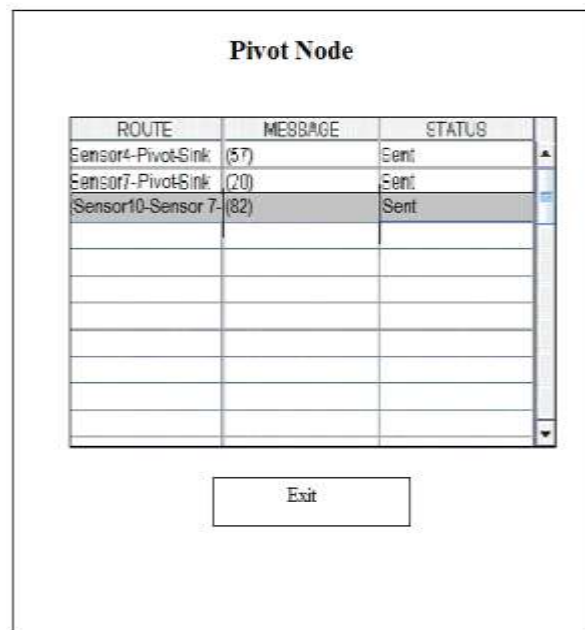 Pivot Node
ROUTE MESSAGE STATUS
Sensor4-Pivot-Sink (57) Sent
Sensor7-Pivot-Sink (20) Sent
(Sensor10-Sensor 7- (82) Sent
Exit